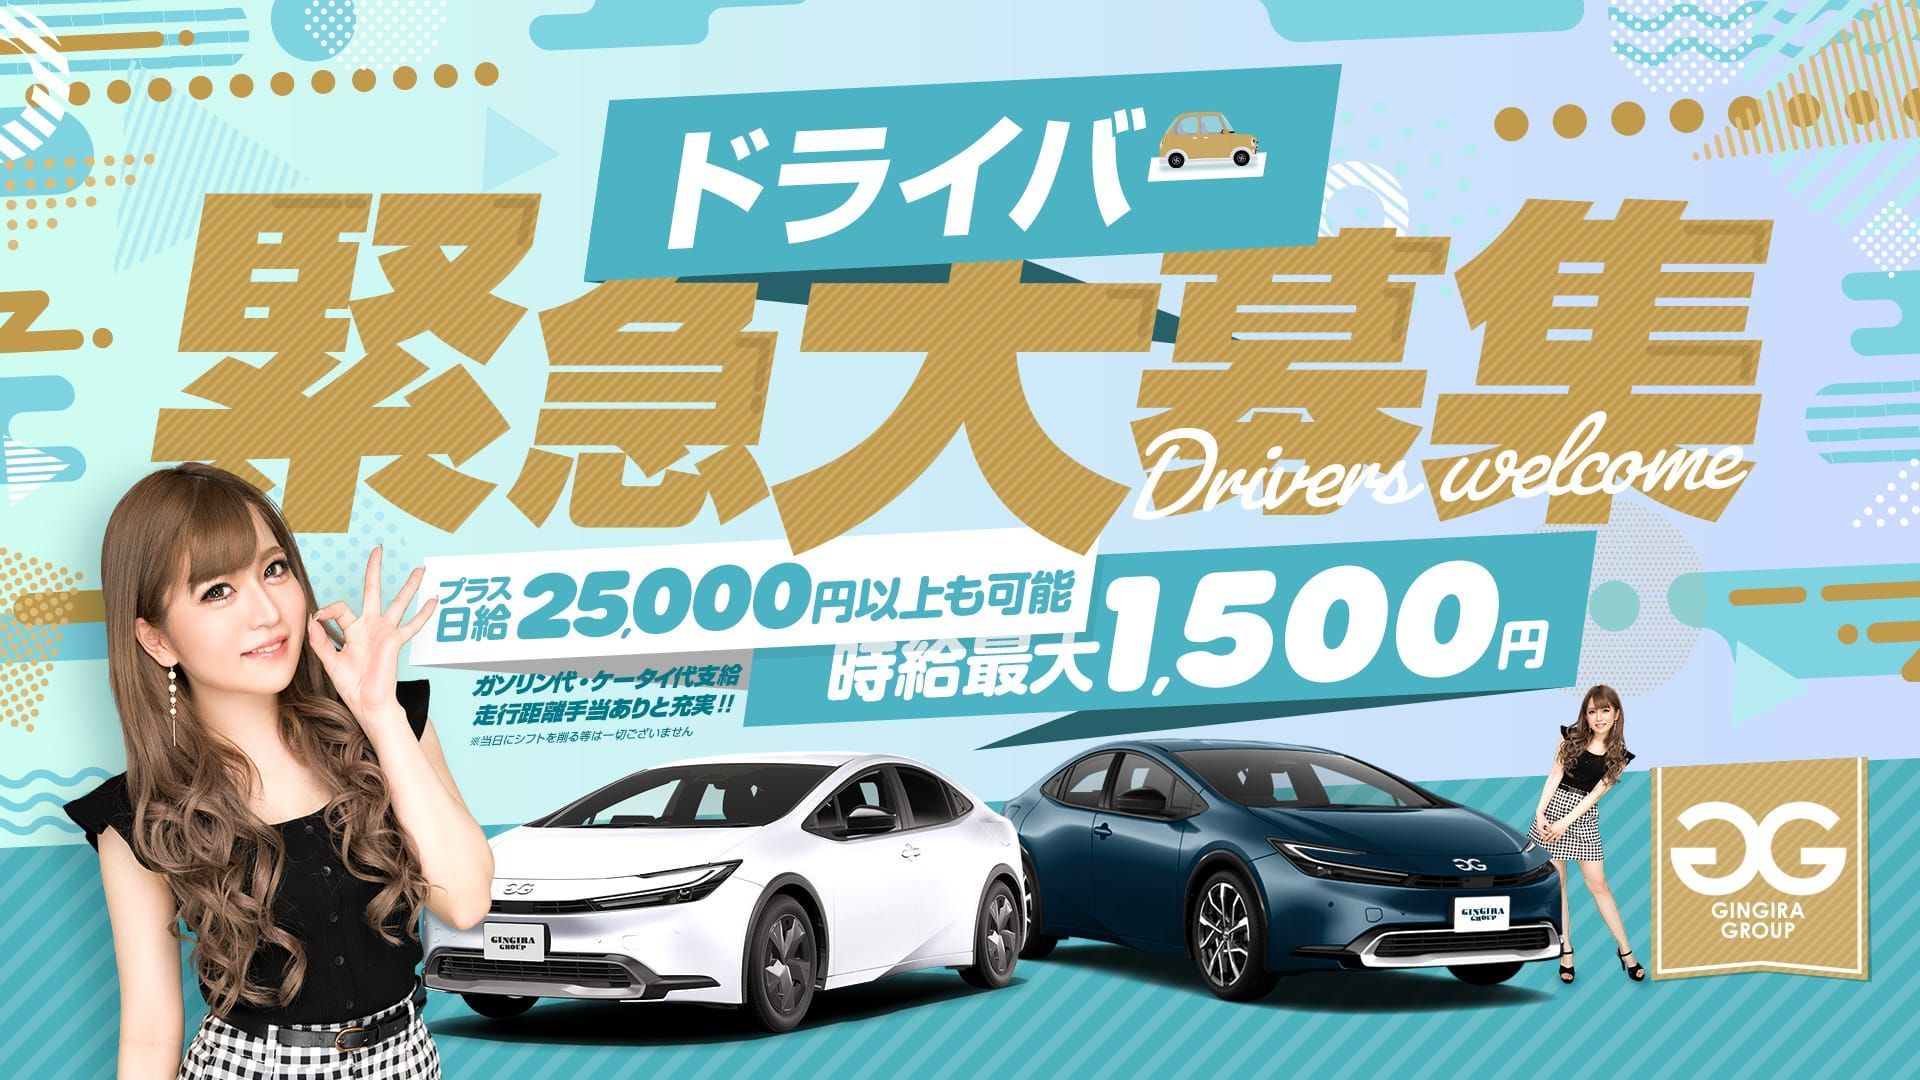 ドライバー
緊急大募集
Drivers welcome
プラス
日給25,000円以上も可能
時給最大1,500円
ガソリン代・ケータイ代支給
走行距離手当ありと充実!!
※当日にシフトを削る等は一切ございません
GINGIRA
GROUP
GINGIRA
GROUP
GG
GINGIRA
GROUP